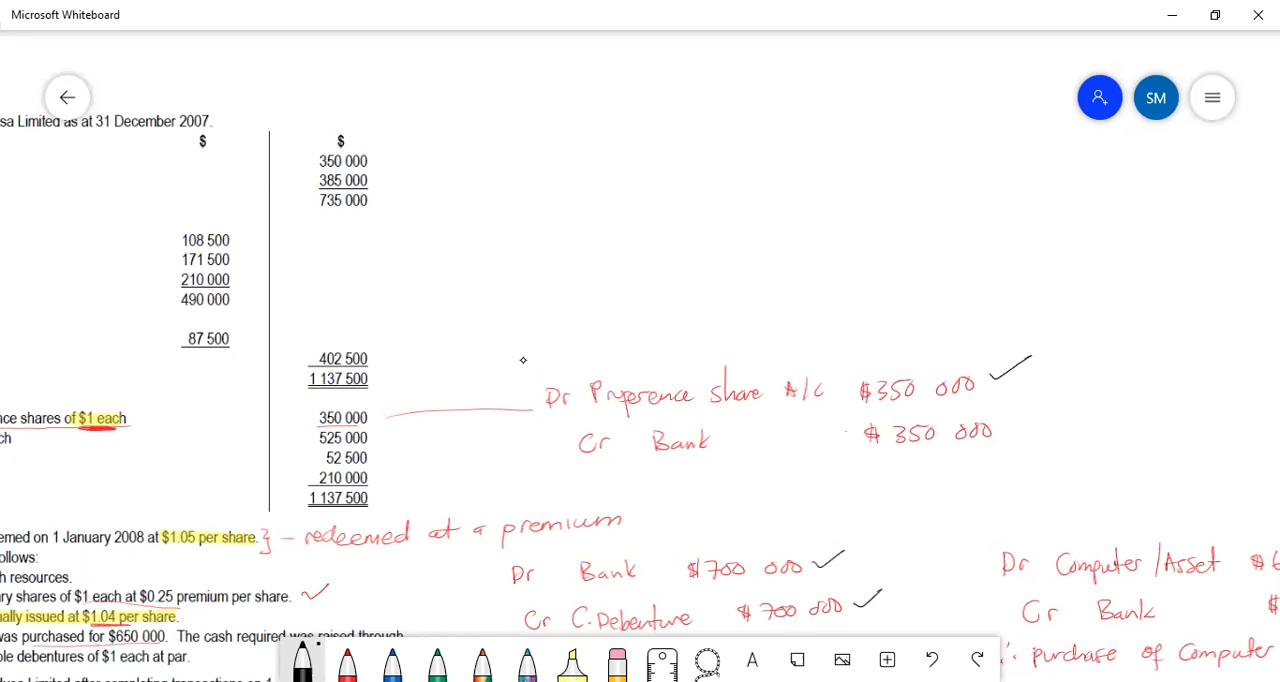 Microsoft Whiteboard
SM
sa Limited as at 31 December 2007.
$ $
350 000
385 000
735 000
108 500
171 500
210 000
490 000
87 500
402 500
1 137 500
Dr Preference share A/C $350 000
nce shares of $1 each 350 000
ch 525 000
Cr Bank $ 350 000
52 500
210 000
1 137 500
emed on 1 January 2008 at $1.05 per share. } - redeemed at a premium
ollows:
h resources.
Dr Bank $700 000
Dr Computer/Asset $6
ary shares of $1 each at $0.25 premium per share.
nally issued at $1.04 per share.
Cr C.Debenture $700 000
Cr Bank $
was purchased for $650 000. The cash required was raised through
ble debentures of $1 each at par.
∴ purchase of Computer
A